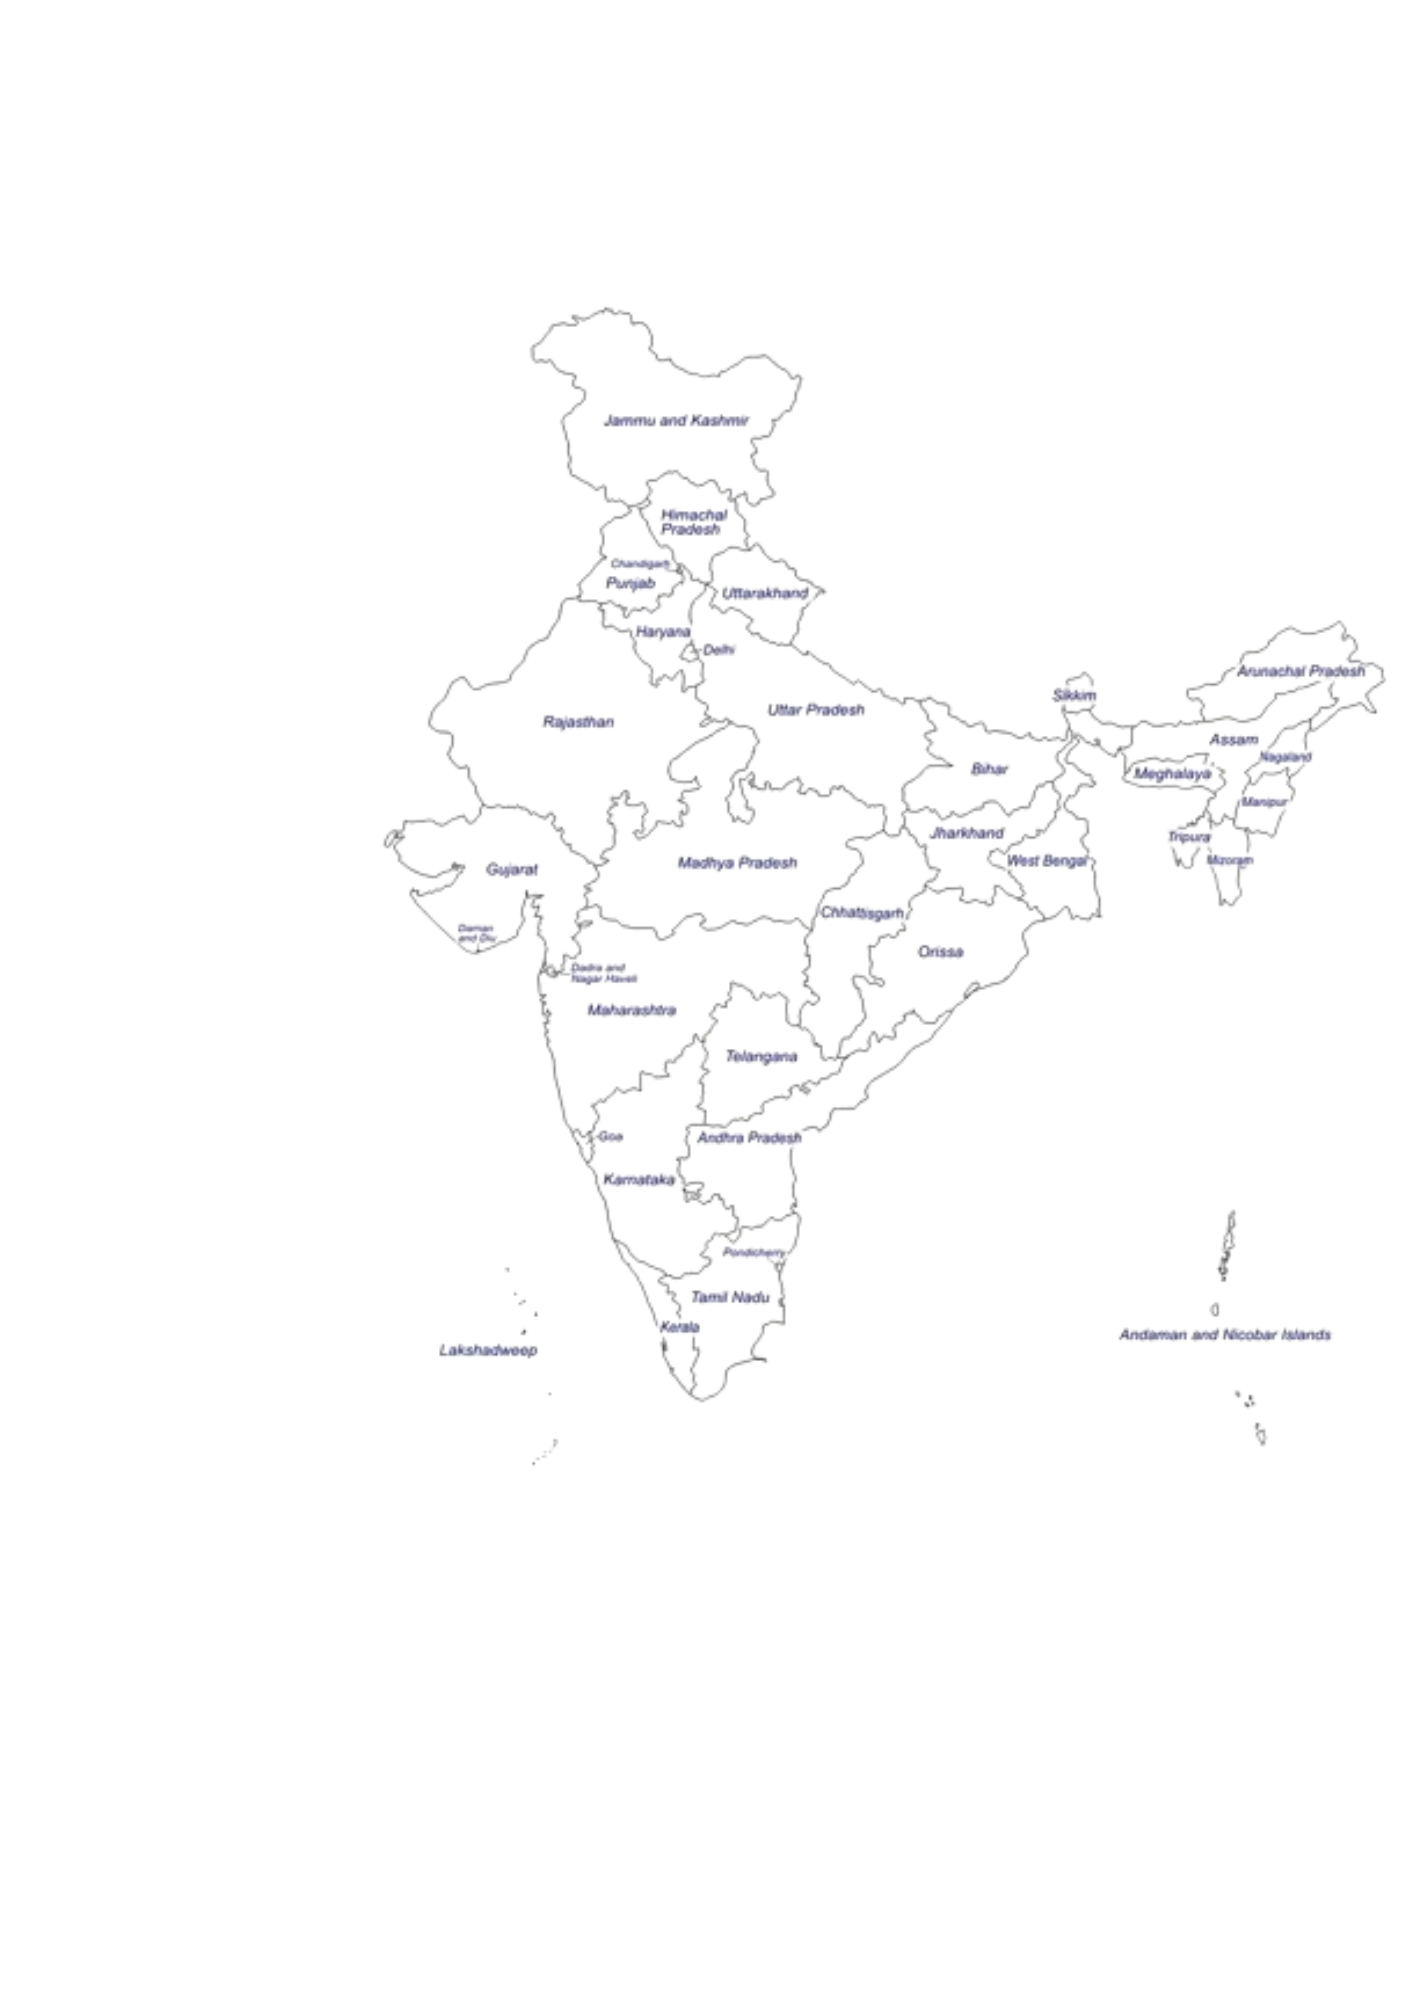 Jammu and Kashmir
Himachal
Pradesh
Chandigarh
Punjab
Uttarakhand
Haryana
Delhi
Arunachal Pradesh
Sikkim
Uttar Pradesh
Rajasthan
Assam
Nagaland
Bihar
Meghalaya
Manipur
Jharkhand
Tripura
West Bengal
Mizoram
Madhya Pradesh
Gujarat
Chhattisgarh
Daman
and Diu
Orissa
Dadra and
Nagar Haveli
Maharashtra
Telangana
Goa
Andhra Pradesh
Karnataka
Pondicherry
Tamil Nadu
Kerala
Andaman and Nicobar Islands
Lakshadweep